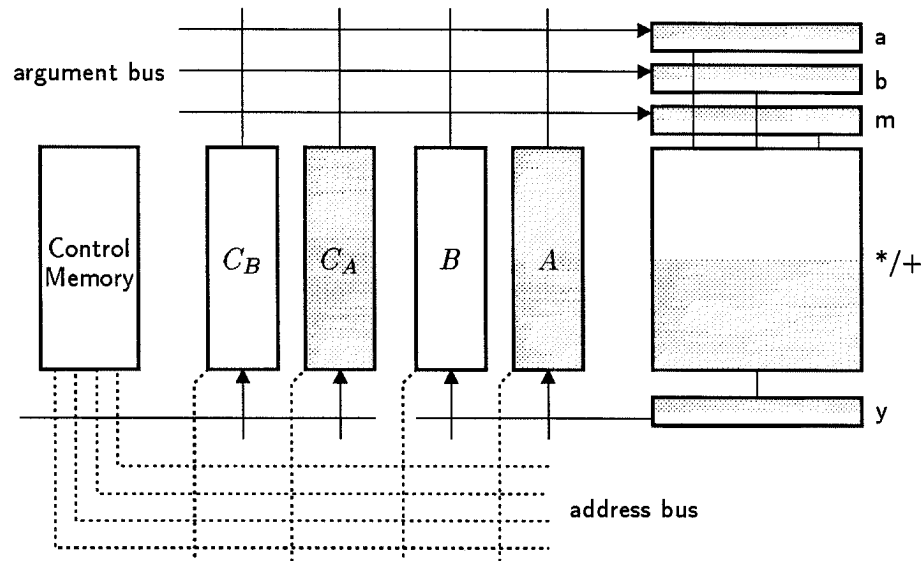 a
argument bus
b
m
Control
Memory
C_B
C_A
B
A
*/+
y
address bus